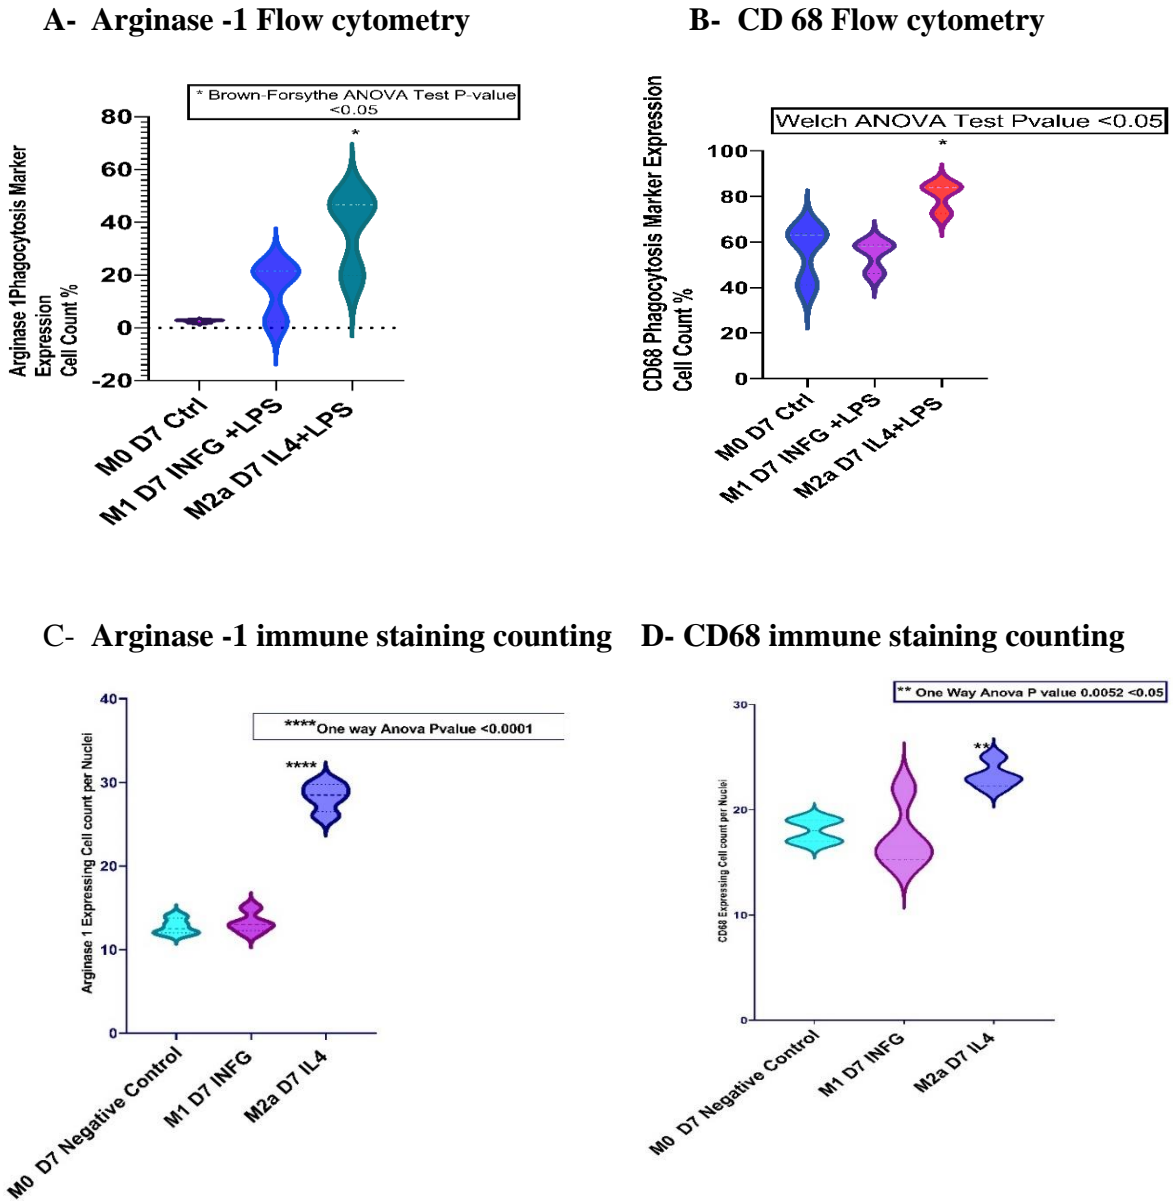 A- Arginase -1 Flow cytometry
* Brown-Forsythe ANOVA Test P-value
<0.05
*
Arginase 1Phagocytosis Marker
Expression
Cell Count %
80
60
40
20
0
-20
M0 D7 Ctrl
M1 D7 INFG +LPS
M2a D7 IL4+LPS
B- CD 68 Flow cytometry
Welch ANOVA Test Pvalue <0.05
*
CD68 Phagocytosis Marker Expression
Cell Count %
100
80
60
40
20
0
M0 D7 Ctrl
M1 D7 INFG +LPS
M2a D7 IL4+LPS
C- Arginase -1 immune staining counting
****One way Anova Pvalue <0.0001
****
Arginase 1 Expressing Cell count per Nuclei
40
30
20
10
0
M0 D7 Negative Control
M1 D7 INFG
M2a D7 IL4
D- CD68 immune staining counting
** One Way Anova P value 0.0052 <0.05
**
CD68 Expressing Cell count per Nuclei
30
20
10
0
M0 D7 Negative Control
M1 D7 INFG
M2a D7 IL4